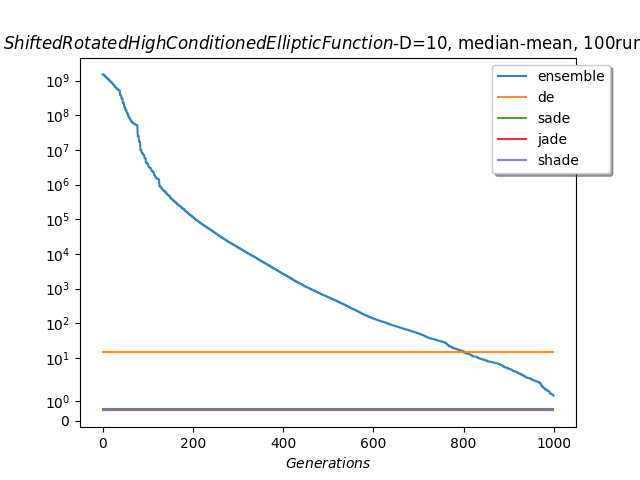 ShiftedRotatedHighConditionedEllipticFunction-D=10, median-mean, 100run
ensemble
de
sade
jade
shade
10⁹
10⁸
10⁷
10⁶
10⁵
10⁴
10³
10²
10¹
10⁰
0
0 200 400 600 800 1000
Generations